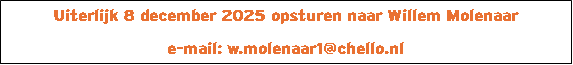 Uiterlijk 8 december 2025 opsturen naar Willem Molenaar
e-mail: w.molenaar1@chello.nl